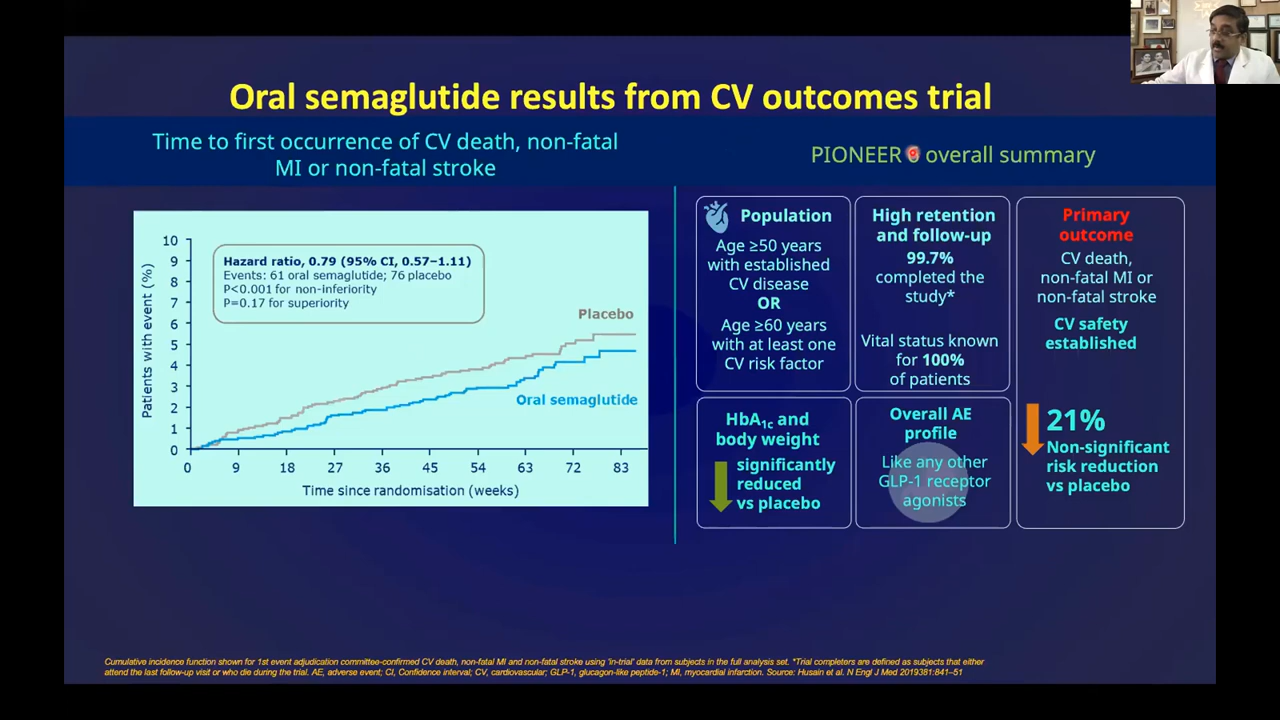 Oral semaglutide results from CV outcomes trial
Time to first occurrence of CV death, non-fatal
MI or non-fatal stroke
Patients with event (%)
10
9
8
7
6
5
4
3
2
1
0
Hazard ratio, 0.79 (95% CI, 0.57–1.11)
Events: 61 oral semaglutide; 76 placebo
P<0.001 for non-inferiority
P=0.17 for superiority
Placebo
Oral semaglutide
0 9 18 27 36 45 54 63 72 83
Time since randomisation (weeks)
PIONEER 6 overall summary
Population
Age ≥50 years
with established
CV disease
OR
Age ≥60 years
with at least one
CV risk factor
High retention
and follow-up
99.7%
completed the
study*
Vital status known
for 100%
of patients
Primary
outcome
CV death,
non-fatal MI or
non-fatal stroke
CV safety
established
21%
Non-significant
risk reduction
vs placebo
HbA1c and
body weight
significantly
reduced
vs placebo
Overall AE
profile
Like any other
GLP-1 receptor
agonists
Cumulative incidence function shown for 1st event adjudication committee-confirmed CV death, non-fatal MI and non-fatal stroke using 'in-trial' data from subjects in the full analysis set. *Trial completers are defined as subjects that either
attend the last follow-up visit or who die during the trial. AE, adverse event; CI, Confidence interval; CV, cardiovascular; GLP-1, glucagon-like peptide-1; MI, myocardial infarction. Source: Husain et al. N Engl J Med 2019381:841–51